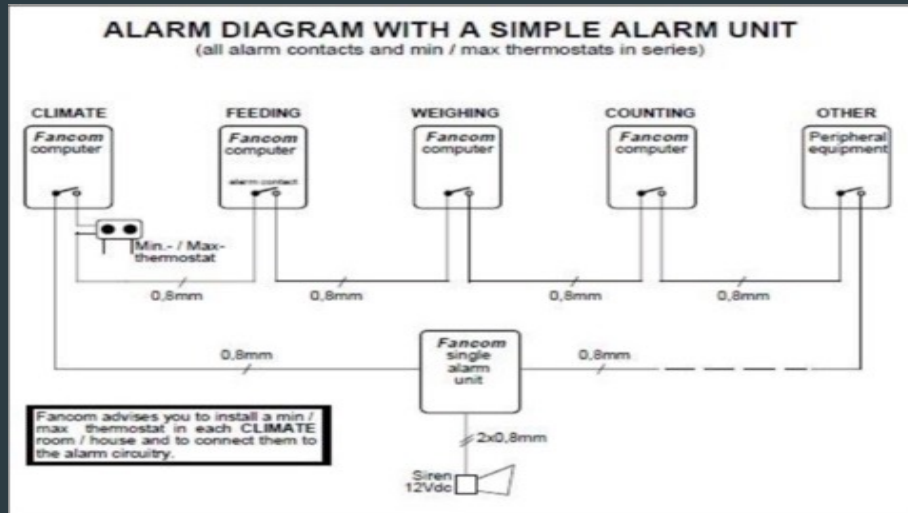 ALARM DIAGRAM WITH A SIMPLE ALARM UNIT
(all alarm contacts and min / max thermostats in series)
CLIMATE
FEEDING
WEIGHING
COUNTING
OTHER
Fancom
computer
Fancom
computer
alarm contact
Fancom
computer
Fancom
computer
Peripheral
equipment
Min.- / Max-
thermostat
0,8mm
0,8mm
0,8mm
0,8mm
0,8mm
Fancom
single
alarm
unit
0,8mm
Fancom advises you to install a min /
max thermostat in each CLIMATE
room / house and to connect them to
the alarm circuitry.
2x0,8mm
Siren
12Vdc